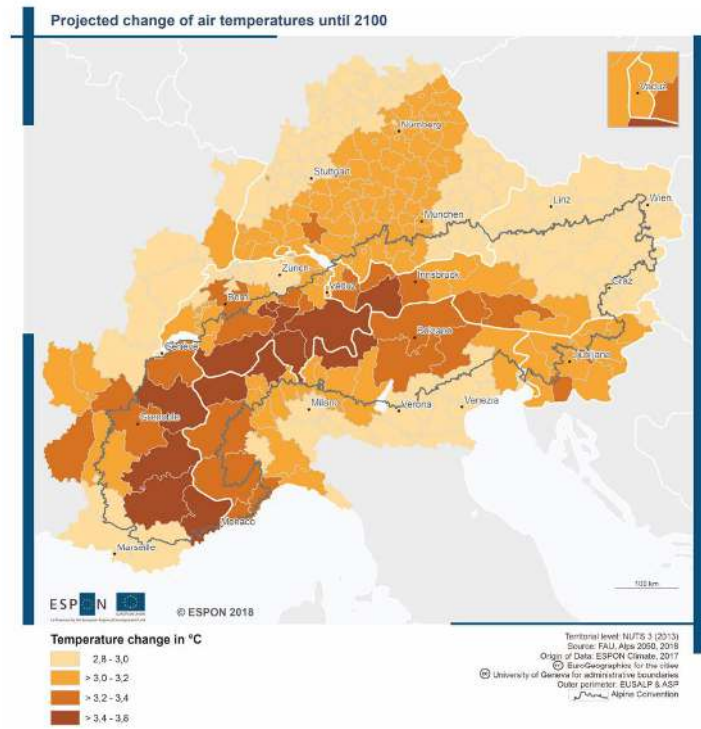 Projected change of air temperatures until 2100
Vaduz
Nürnberg
Stuttgart
Linz
Wien
München
Zürich
Innsbruck
Vaduz
Bern
Graz
Bolzano
Genève
Ljubljana
Milano
Verona
Venezia
Grenoble
Monaco
Marseille
100 km
ESPON
© ESPON 2018
Temperature change in °C
2,8 - 3,0
> 3,0 - 3,2
> 3,2 - 3,4
> 3,4 - 3,8
Territorial level: NUTS 3 (2013)
Source: FAU, Alps 2050, 2018
Origin of Data: ESPON Climate, 2017
cc EuroGeographics for the cities
cc University of Geneva for administrative boundaries
Outer perimeter: EUSALP & ASP
Alpine Convention